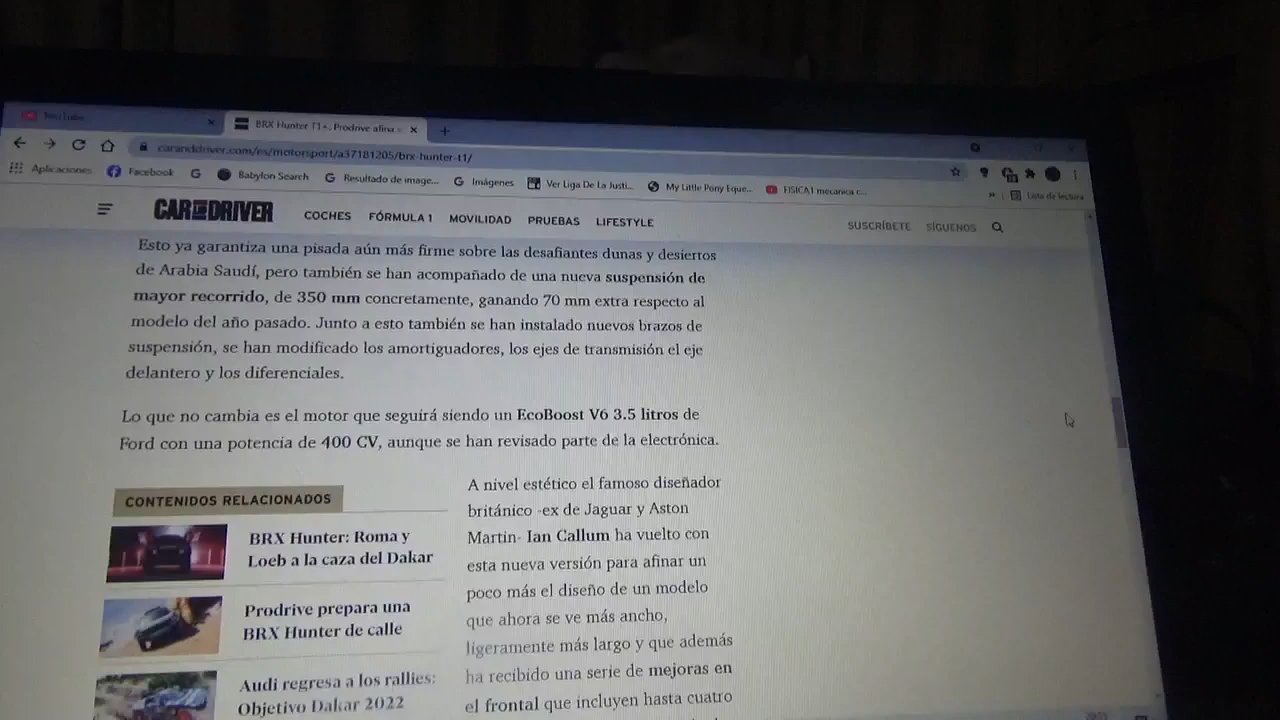 YouTube
BRX Hunter T1+: Prodrive afina
caranddriver.com/es/motorsport/a37181205/brx-hunter-t1/
Aplicaciones Facebook Babylon Search Resultado de image... Imágenes Ver Liga De La Justi... My Little Pony Eque... FISICA1 mecanica c... »
Lista de lectura
CAR AND DRIVER COCHES FÓRMULA 1 MOVILIDAD PRUEBAS LIFESTYLE SUSCRÍBETE SÍGUENOS
Esto ya garantiza una pisada aún más firme sobre las desafiantes dunas y desiertos
de Arabia Saudí, pero también se han acompañado de una nueva suspensión de
mayor recorrido, de 350 mm concretamente, ganando 70 mm extra respecto al
modelo del año pasado. Junto a esto también se han instalado nuevos brazos de
suspensión, se han modificado los amortiguadores, los ejes de transmisión el eje
delantero y los diferenciales.
Lo que no cambia es el motor que seguirá siendo un EcoBoost V6 3.5 litros de
Ford con una potencia de 400 CV, aunque se han revisado parte de la electrónica.
CONTENIDOS RELACIONADOS
BRX Hunter: Roma y
Loeb a la caza del Dakar
Prodrive prepara una
BRX Hunter de calle
Audi regresa a los rallies:
Objetivo Dakar 2022
A nivel estético el famoso diseñador
británico -ex de Jaguar y Aston
Martin- Ian Callum ha vuelto con
esta nueva versión para afinar un
poco más el diseño de un modelo
que ahora se ve más ancho,
ligeramente más largo y que además
ha recibido una serie de mejoras en
el frontal que incluyen hasta cuatro